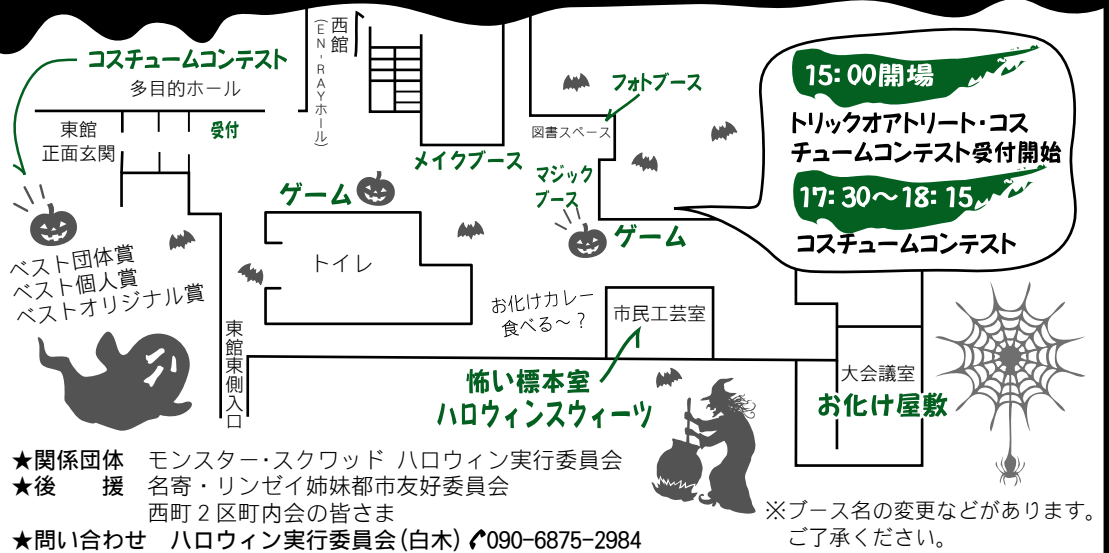 コスチュームコンテスト
多目的ホール
東館
正面玄関
受付
西館
(EN-RAYホール)
メイクブース
フォトブース
図書スペース
マジック
ブース
ゲーム
ゲーム
15:00開場
トリックオアトリート・コス
チュームコンテスト受付開始
17:30〜18:15
コスチュームコンテスト
ベスト団体賞
ベスト個人賞
ベストオリジナル賞
トイレ
お化けカレー
食べる〜?
市民工芸室
東館東側入口
怖い標本室
ハロウィンスウィーツ
大会議室
お化け屋敷
★関係団体 モンスター・スクワッド ハロウィン実行委員会
★後 援 名寄・リンゼイ姉妹都市友好委員会
西町2区町内会の皆さま
★問い合わせ ハロウィン実行委員会(白木) 090-6875-2984
※ブース名の変更などがあります。
ご了承ください。